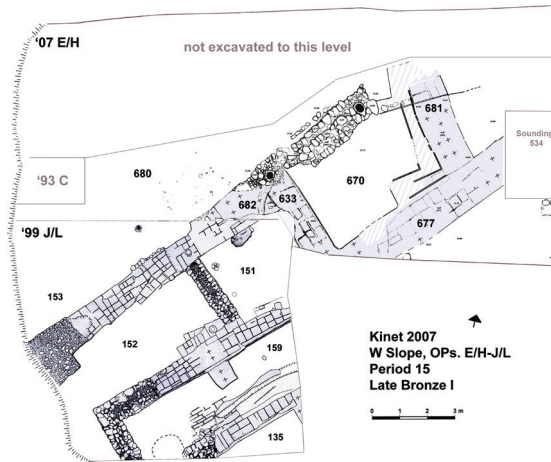 '07 E/H
not excavated to this level
681
Sounding
534
'93 C
680
670
682
633
677
'99 J/L
151
153
152
159
135
Kinet 2007
W Slope, OPs. E/H-J/L
Period 15
Late Bronze I
0 1 2 3 m